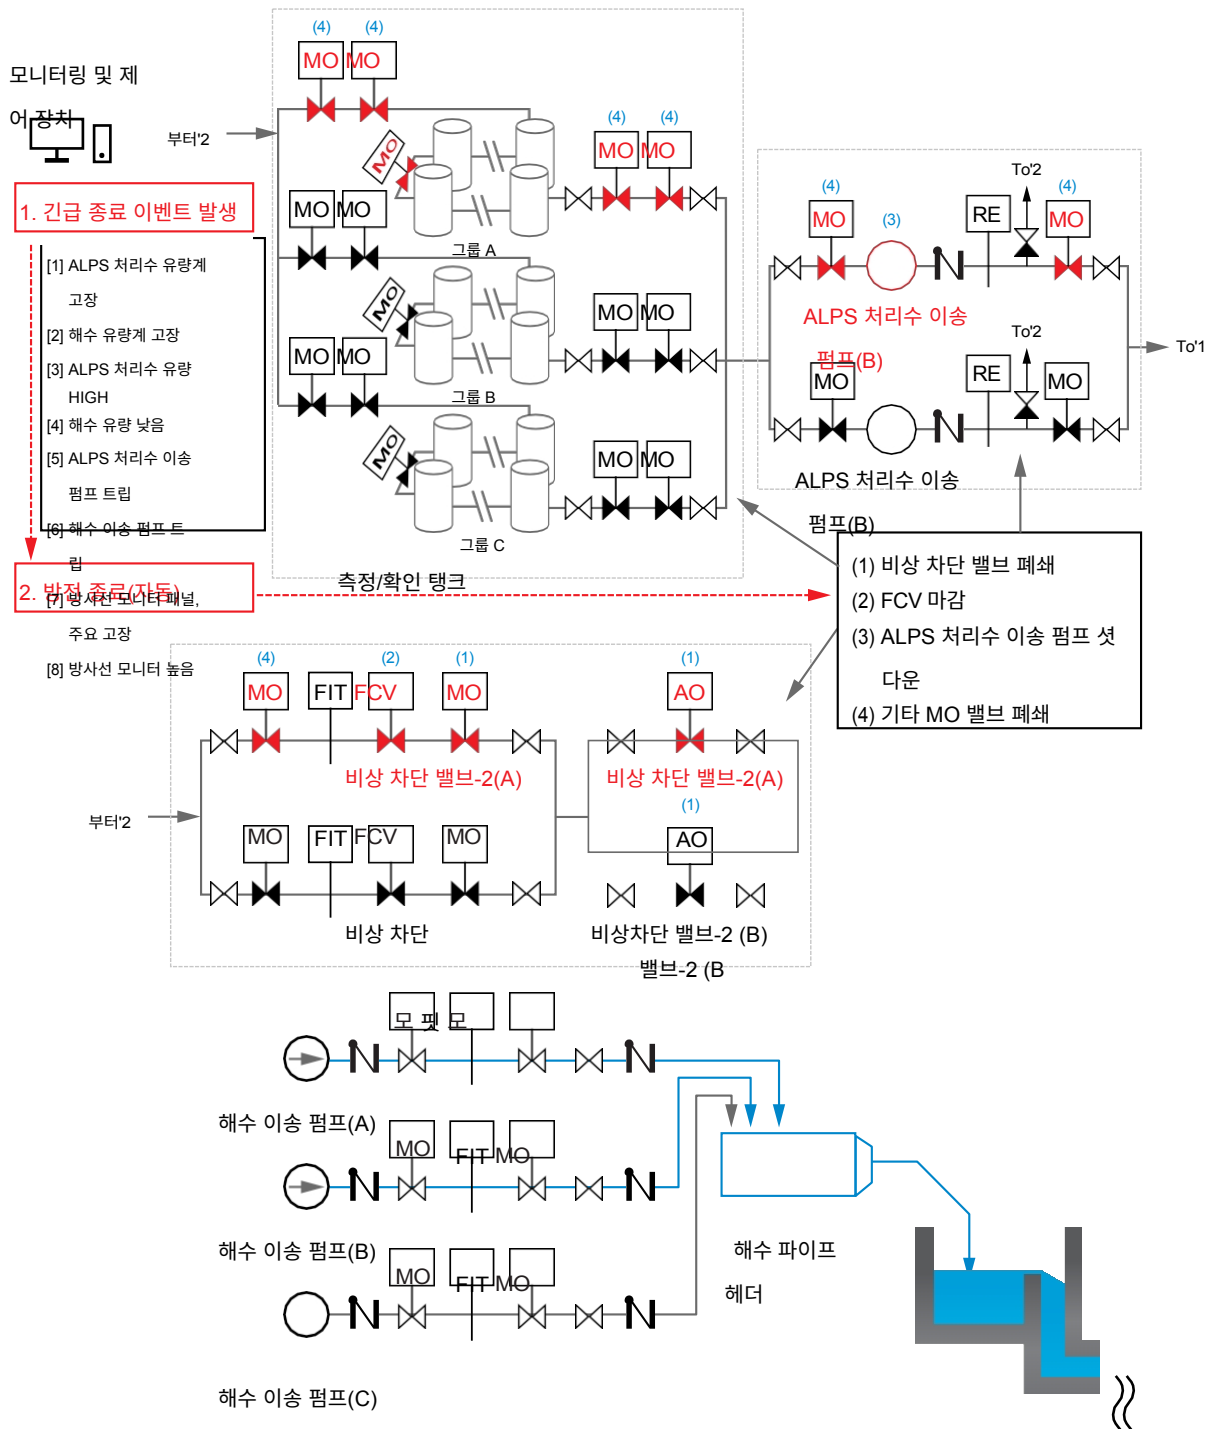 모니터링 및 제
어 장치
부터'2
1. 긴급 종료 이벤트 발생
[1] ALPS 처리수 유량계
고장
[2] 해수 유량계 고장
[3] ALPS 처리수 유량
HIGH
[4] 해수 유량 낮음
[5] ALPS 처리수 이송
펌프 트립
[6] 해수 이송 펌프 트
립
[7] 방사선 모니터 패널,
주요 고장
[8] 방사선 모니터 높음
2. 방전 종료(자동)
(4) (4)
MO MO
(4) (4)
MO MO
MO
MO MO
그룹 A
MO
MO MO
MO MO
그룹 B
MO
MO MO
그룹 C
측정/확인 탱크
To'2
(4) (3) (4)
MO RE MO
ALPS 처리수 이송
펌프(B)
To'2
To'1
MO RE MO
ALPS 처리수 이송
펌프(B)
(1) 비상 차단 밸브 폐쇄
(2) FCV 마감
(3) ALPS 처리수 이송 펌프 셧
다운
(4) 기타 MO 밸브 폐쇄
(4) (2) (1) (1)
MO FIT FCV MO AO
비상 차단 밸브-2(A) 비상 차단 밸브-2(A)
(1)
부터'2
MO FIT FCV MO AO
비상 차단 비상차단 밸브-2 (B)
밸브-2 (B
모 핏 모
해수 이송 펌프(A)
MO FIT MO
해수 이송 펌프(B)
MO FIT MO
해수 파이프
헤더
해수 이송 펌프(C)